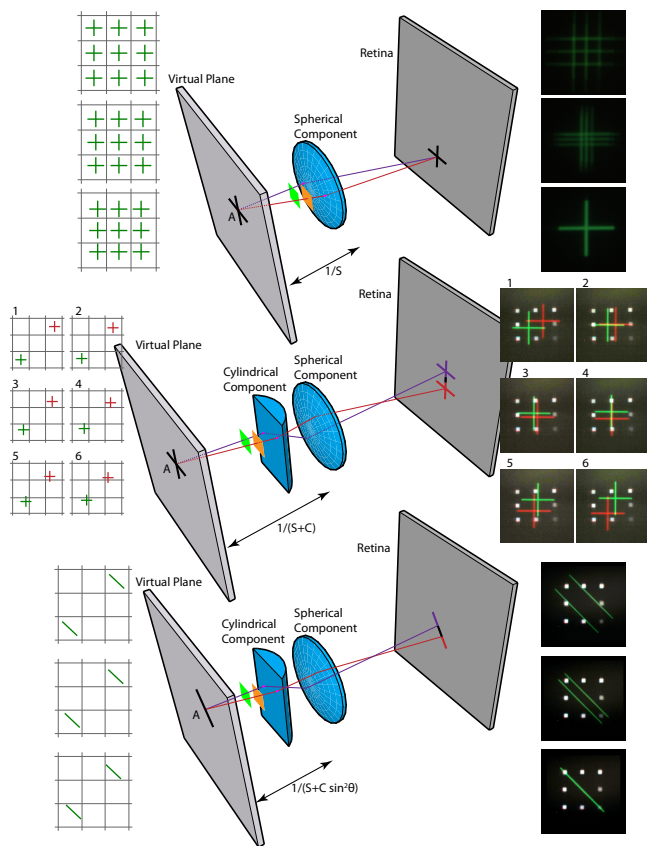 Virtual Plane
Retina
Spherical
Component
A
1/S
1
2
3
4
5
6
Virtual Plane
Cylindrical
Component
Spherical
Component
Retina
A
1/(S+C)
1
2
3
4
5
6
Virtual Plane
Cylindrical
Component
Spherical
Component
Retina
A
1/(S+C sin²θ)